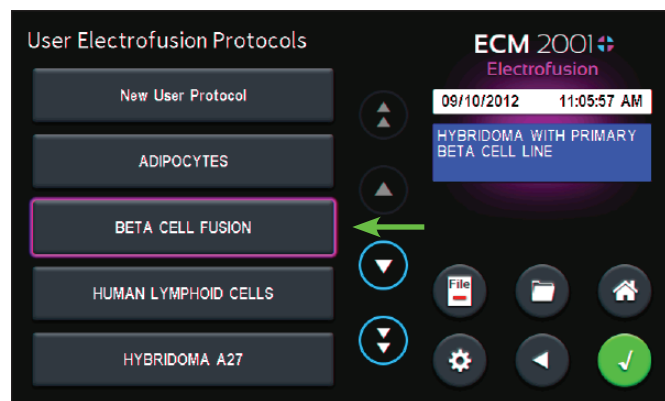 User Electrofusion Protocols
New User Protocol
ADIPOCYTES
BETA CELL FUSION
HUMAN LYMPHOID CELLS
HYBRIDOMA A27
ECM 2001
Electrofusion
09/10/2012 11:05:57 AM
HYBRIDOMA WITH PRIMARY
BETA CELL LINE
File